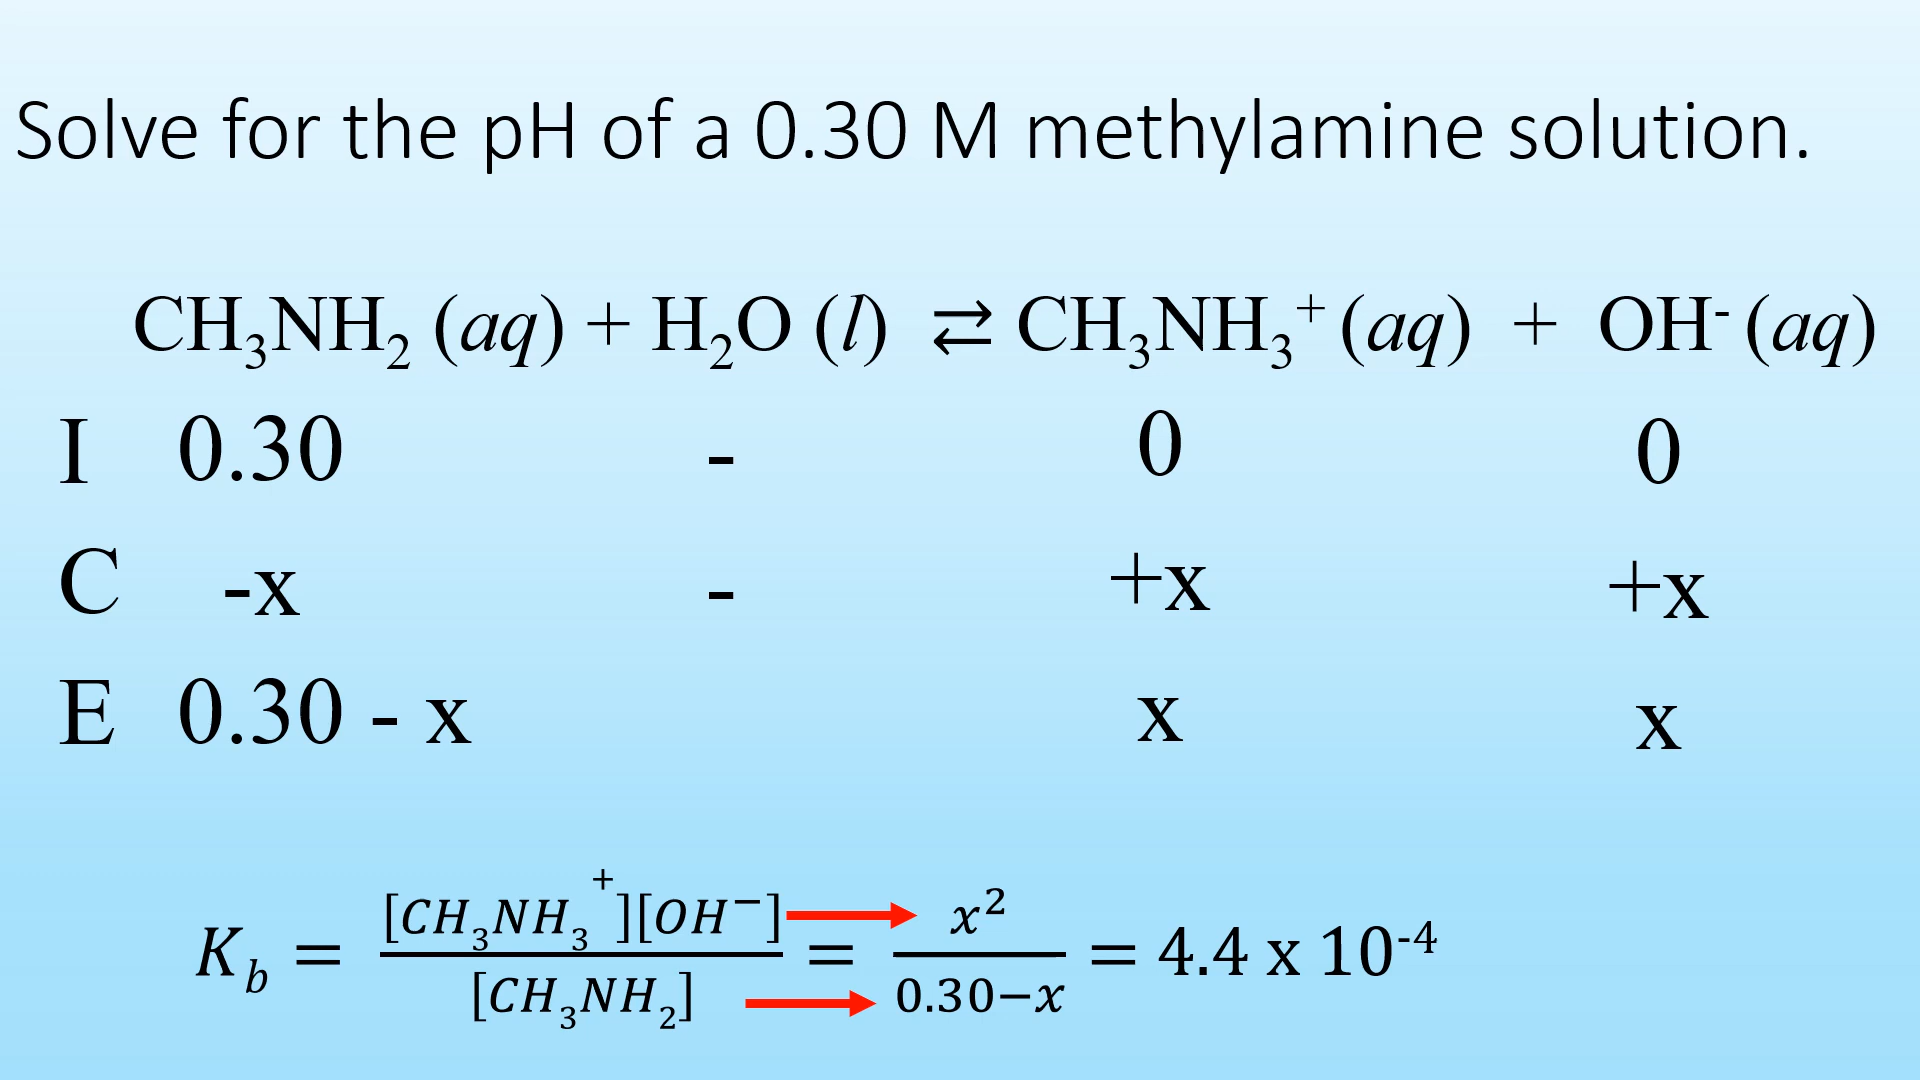 Solve for the pH of a 0.30 M methylamine solution.
CH₃NH₂ (aq) + H₂O (l) ⇄ CH₃NH₃⁺ (aq) + OH⁻ (aq)
I 0.30 - 0 0
C -x - +x +x
E 0.30 - x x x
K_b = [CH₃NH₃⁺][OH⁻] / [CH₃NH₂] = x² / 0.30−x = 4.4 x 10⁻⁴